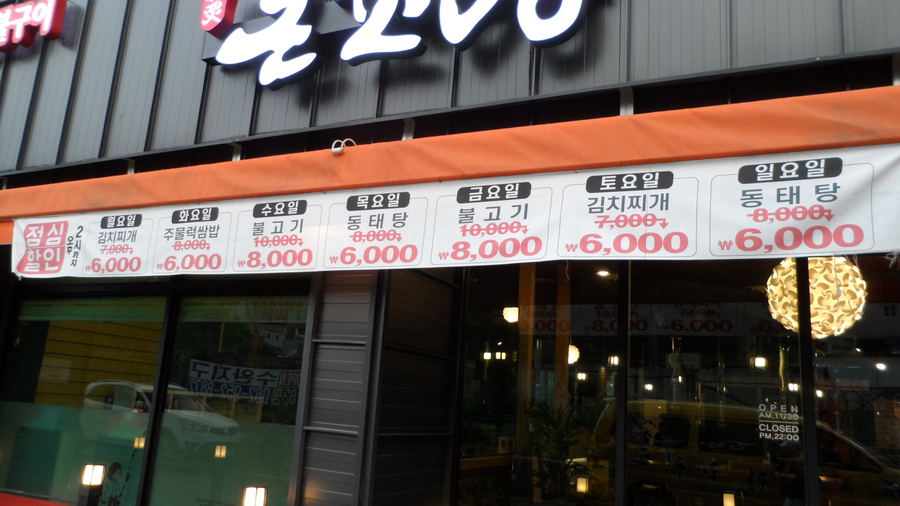 점심
할인
오후
2시까지
월요일
김치찌개
7,000
₩6,000
화요일
주물럭쌈밥
8,000
₩6,000
수요일
불고기
10,000
₩8,000
목요일
동태탕
8,000
₩6,000
금요일
불고기
10,000
₩8,000
토요일
김치찌개
7,000
₩6,000
일요일
동태탕
8,000
₩6,000
OPEN
AM.11:30
CLOSED
PM.22:00